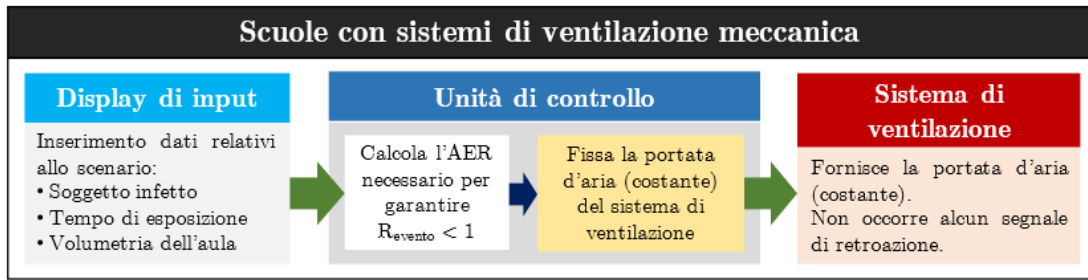 Scuole con sistemi di ventilazione meccanica
Display di input
Inserimento dati relativi
allo scenario:
• Soggetto infetto
• Tempo di esposizione
• Volumetria dell'aula
Unità di controllo
Calcola l'AER
necessario per
garantire
R_evento < 1
Fissa la portata
d'aria (costante)
del sistema di
ventilazione
Sistema di
ventilazione
Fornisce la portata d'aria
(costante).
Non occorre alcun segnale
di retroazione.